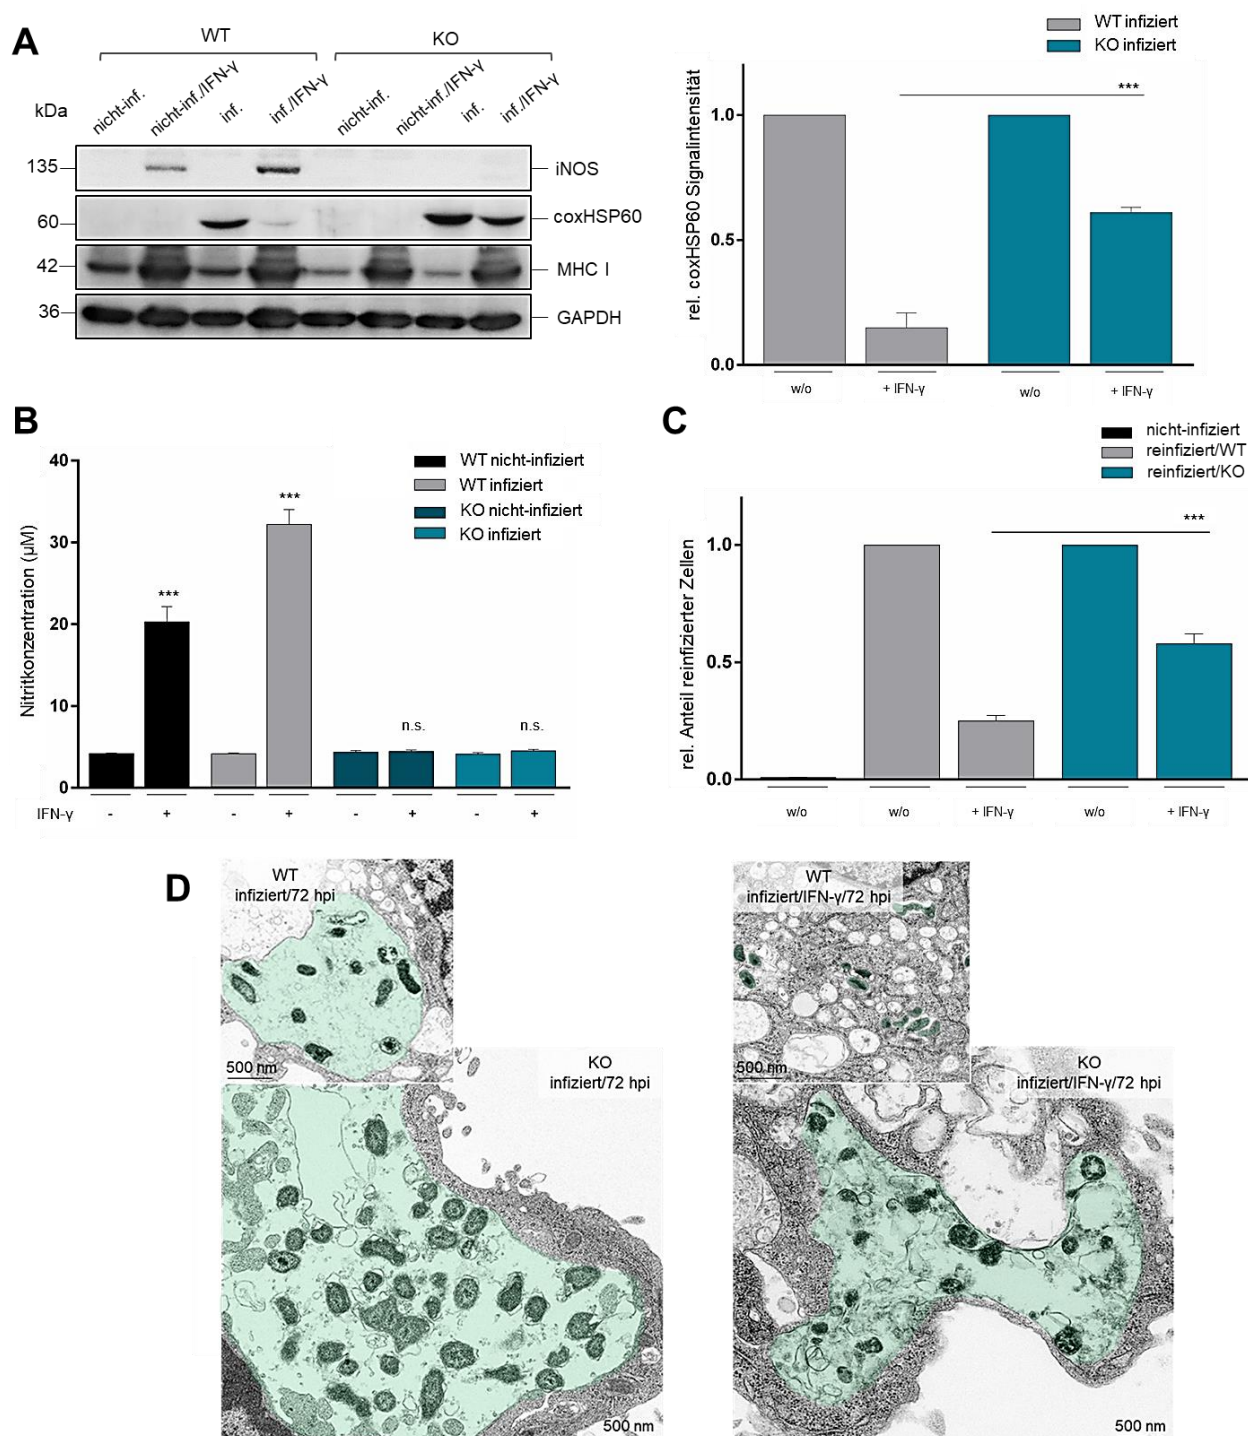 A
WT
KO
kDa
nicht-inf.
nicht-inf./IFN-γ
inf.
inf./IFN-γ
nicht-inf.
nicht-inf./IFN-γ
inf.
inf./IFN-γ
135
iNOS
60
coxHSP60
42
MHC I
36
GAPDH
WT infiziert
KO infiziert
rel. coxHSP60 Signalintensität
1.0
0.5
0.0
***
w/o
+ IFN-γ
w/o
+ IFN-γ
B
Nitritkonzentration (µM)
40
30
20
10
0
WT nicht-infiziert
WT infiziert
KO nicht-infiziert
KO infiziert
***
***
n.s.
n.s.
IFN-γ - + - + - + - +
C
nicht-infiziert
reinfiziert/WT
reinfiziert/KO
rel. Anteil reinfizierter Zellen
1.0
0.5
0.0
***
w/o
w/o
+ IFN-γ
w/o
+ IFN-γ
D
WT
infiziert/72 hpi
500 nm
KO
infiziert/72 hpi
500 nm
WT
infiziert/IFN-γ/72 hpi
500 nm
KO
infiziert/IFN-γ/72 hpi
500 nm